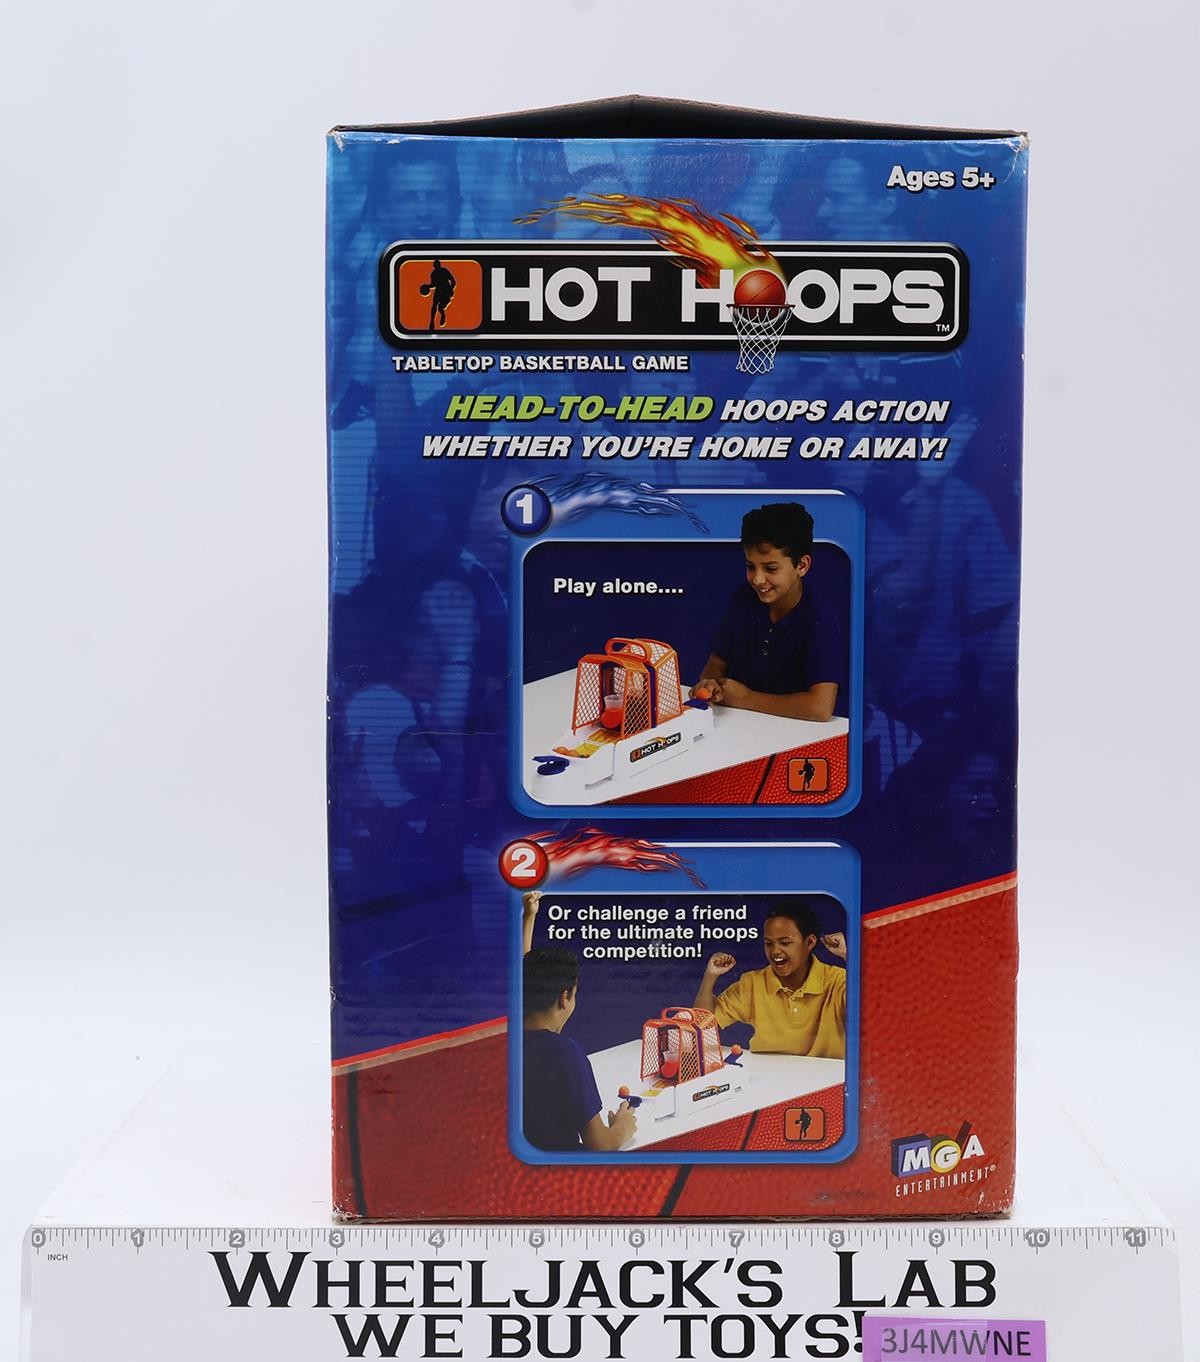 Ages 5+
HOT HOOPS™
TABLETOP BASKETBALL GAME
HEAD-TO-HEAD HOOPS ACTION
WHETHER YOU'RE HOME OR AWAY!
1
Play alone....
HOT HOOPS
2
Or challenge a friend
for the ultimate hoops
competition!
HOT HOOPS
MGA
ENTERTAINMENT®
0 1 2 3 4 5 6 7 8 9 10 11
INCH
WHEELJACK'S LAB
WE BUY TOYS!
3J4MWNE